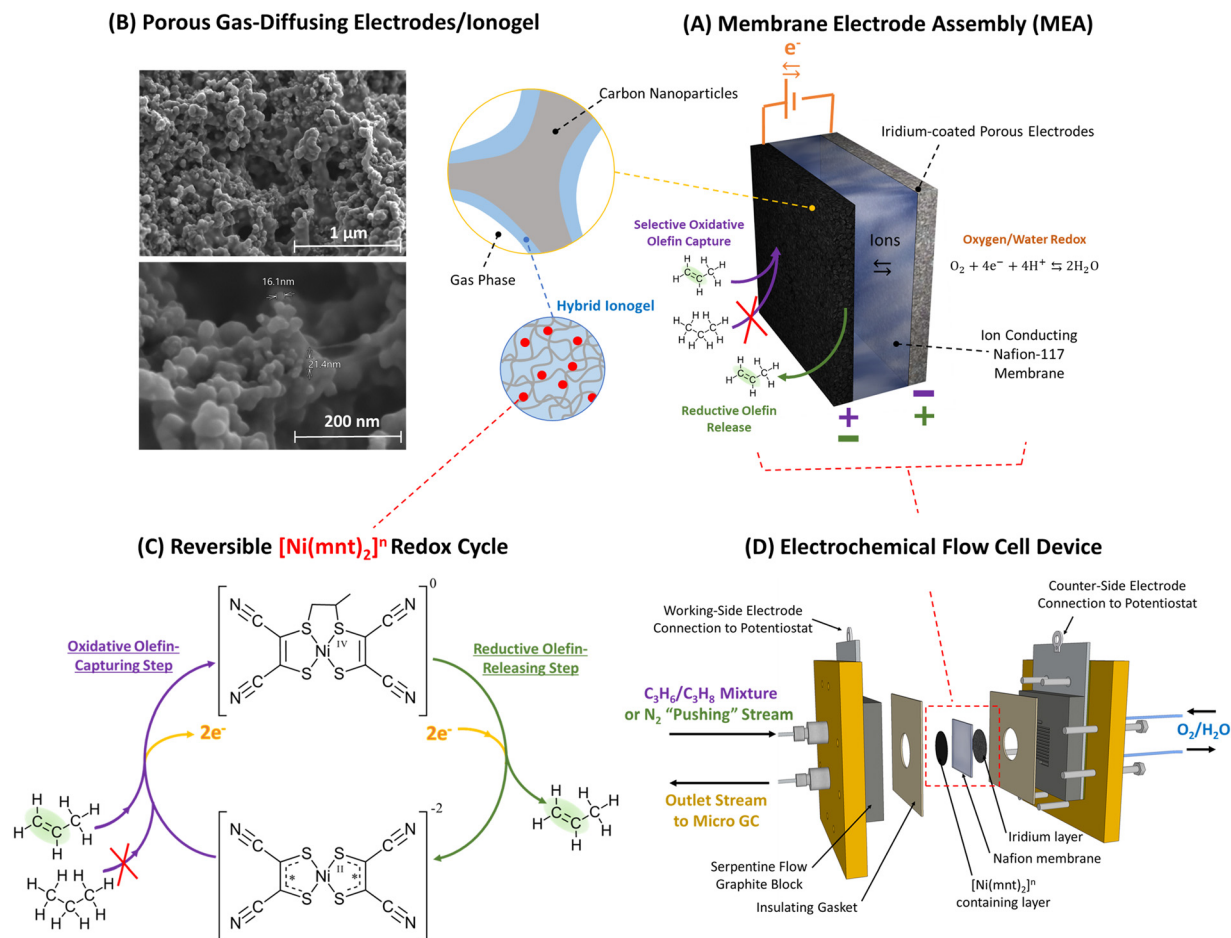 (B) Porous Gas-Diffusing Electrodes/Ionogel
1 µm
16.1nm
21.4nm
200 nm
Carbon Nanoparticles
Gas Phase
Hybrid Ionogel
(A) Membrane Electrode Assembly (MEA)
e-
Iridium-coated Porous Electrodes
Selective Oxidative
Olefin Capture
H H H
C C C H
H H
H H H H
C C C
H H H H
Ions
Oxygen/Water Redox
O₂ + 4e⁻ + 4H⁺ ⇆ 2H₂O
Ion Conducting
Nafion-117
Membrane
H H H
C C C H
H H
Reductive Olefin
Release
+ −
− +
(C) Reversible [Ni(mnt)₂]ⁿ Redox Cycle
0
N N
C C
S S
Ni IV
S S
C C
N N
Oxidative Olefin-
Capturing Step
Reductive Olefin-
Releasing Step
2e-
2e-
H H H
C C C H
H H
H H H H
C C C
H H H H
-2
N N
C C
S S
* Ni II *
S S
C C
N N
H H H
C C C H
H H
(D) Electrochemical Flow Cell Device
Working-Side Electrode
Connection to Potentiostat
Counter-Side Electrode
Connection to Potentiostat
C₃H₆/C₃H₈ Mixture
or N₂ “Pushing” Stream
O₂/H₂O
Outlet Stream
to Micro GC
Serpentine Flow
Graphite Block
Insulating Gasket
[Ni(mnt)₂]ⁿ
containing layer
Nafion membrane
Iridium layer